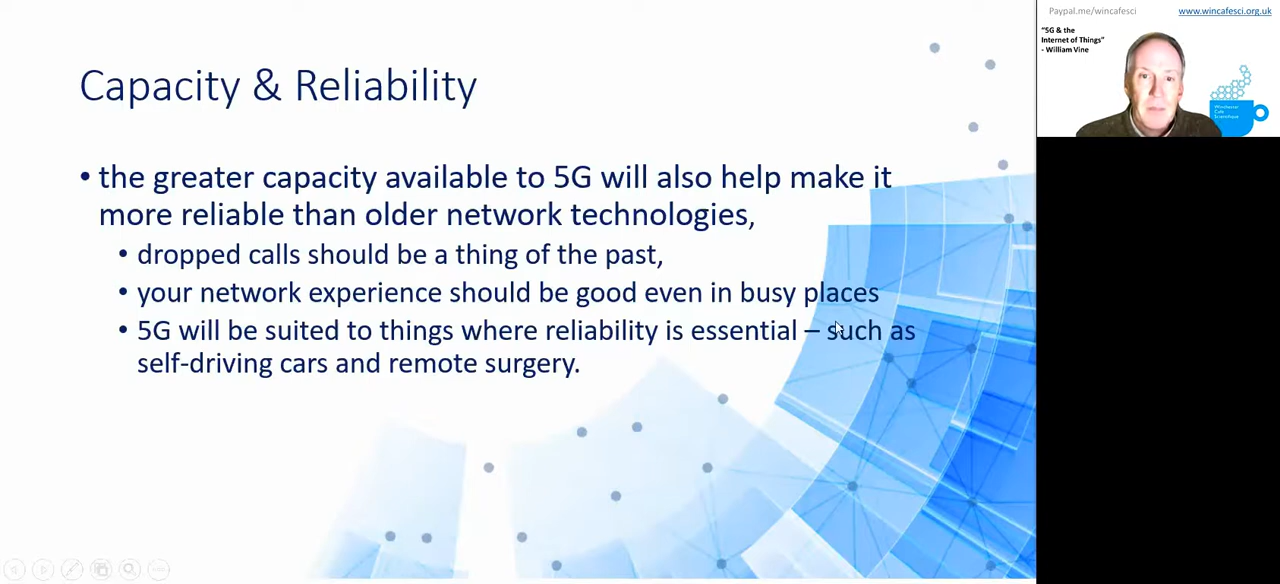 Capacity & Reliability
• the greater capacity available to 5G will also help make it
more reliable than older network technologies,
• dropped calls should be a thing of the past,
• your network experience should be good even in busy places
• 5G will be suited to things where reliability is essential – such as
self-driving cars and remote surgery.
Paypal.me/wincafesci
www.wincafesci.org.uk
"5G & the
Internet of Things"
- William Vine
Winchester
Café
Scientifique